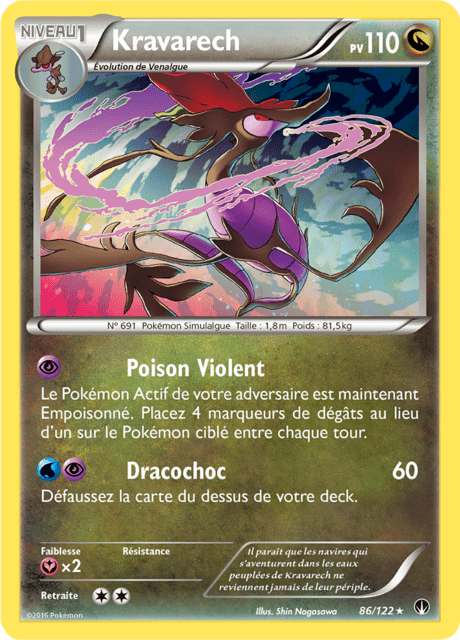 NIVEAU 1
Kravarech
PV110
Évolution de Venalgue
N° 691 Pokémon Simulalgue Taille : 1,8m Poids : 81,5kg
Poison Violent
Le Pokémon Actif de votre adversaire est maintenant
Empoisonné. Placez 4 marqueurs de dégâts au lieu
d'un sur le Pokémon ciblé entre chaque tour.
Dracochoc 60
Défaussez la carte du dessus de votre deck.
Faiblesse Résistance
×2
Retraite
Il paraît que les navires qui
s'aventurent dans les eaux
peuplées de Kravarech ne
reviennent jamais de leur périple.
Illus. Shin Nagasawa 86/122
©2016 Pokémon